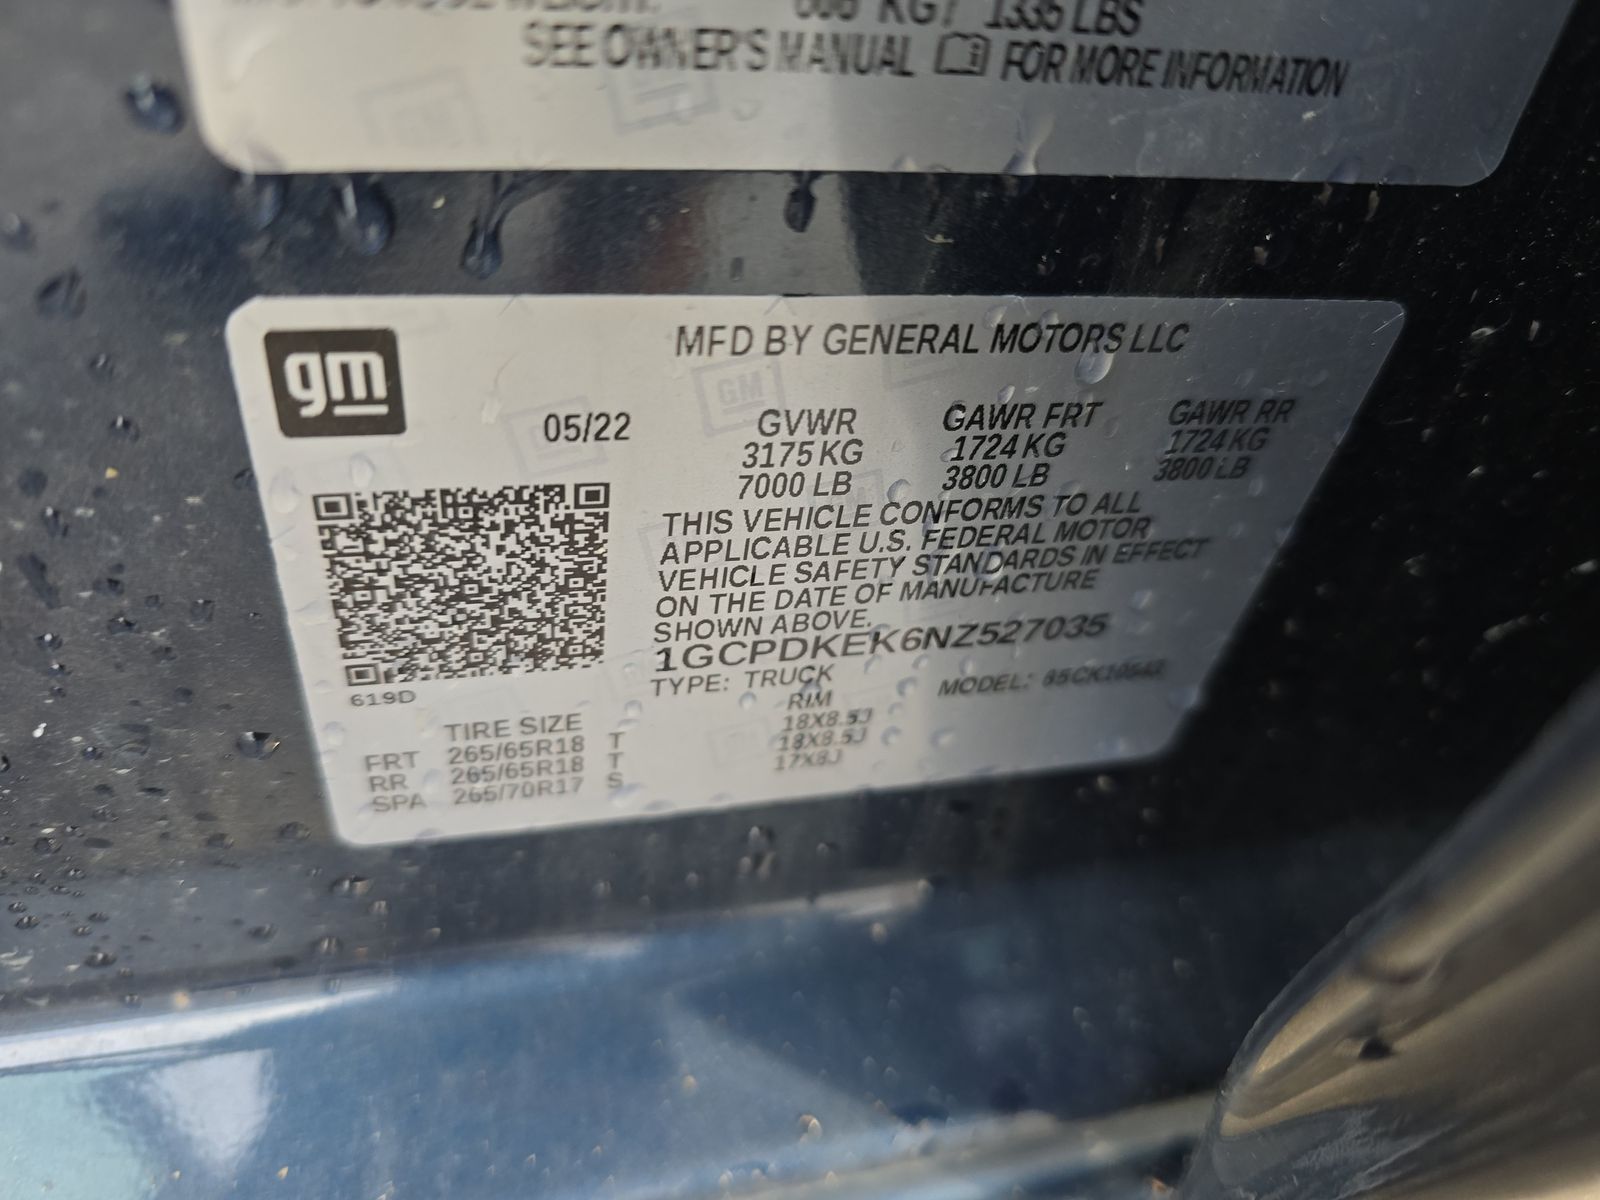 1335 LBS
SEE OWNER'S MANUAL FOR MORE INFORMATION
gm
MFD BY GENERAL MOTORS LLC
05/22
GVWR GAWR FRT GAWR RR
3175 KG 1724 KG 1724 KG
7000 LB 3800 LB 3800 LB
THIS VEHICLE CONFORMS TO ALL
APPLICABLE U.S. FEDERAL MOTOR
VEHICLE SAFETY STANDARDS IN EFFECT
ON THE DATE OF MANUFACTURE
SHOWN ABOVE.
1GCPDKEK6NZ527035
619D
TYPE: TRUCK MODEL:
TIRE SIZE RIM
FRT 265/65R18 T 18X8.5J
RR 265/65R18 T 18X8.5J
SPA 265/70R17 S 17X8J